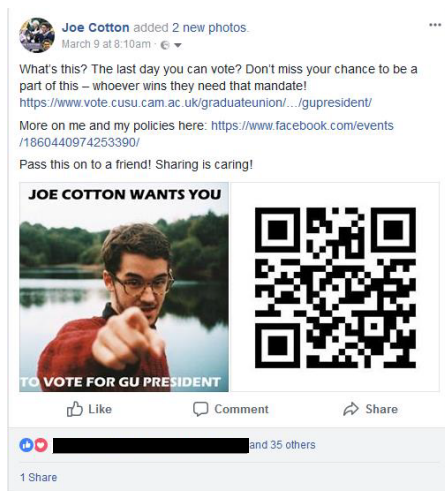 Joe Cotton added 2 new photos.
March 9 at 8:10am ·
What's this? The last day you can vote? Don't miss your chance to be a
part of this – whoever wins they need that mandate!
https://www.vote.cusu.cam.ac.uk/graduateunion/.../gupresident/
More on me and my policies here: https://www.facebook.com/events
/1860440974253390/
Pass this on to a friend! Sharing is caring!
JOE COTTON WANTS YOU
TO VOTE FOR GU PRESIDENT
Like Comment Share
and 35 others
1 Share